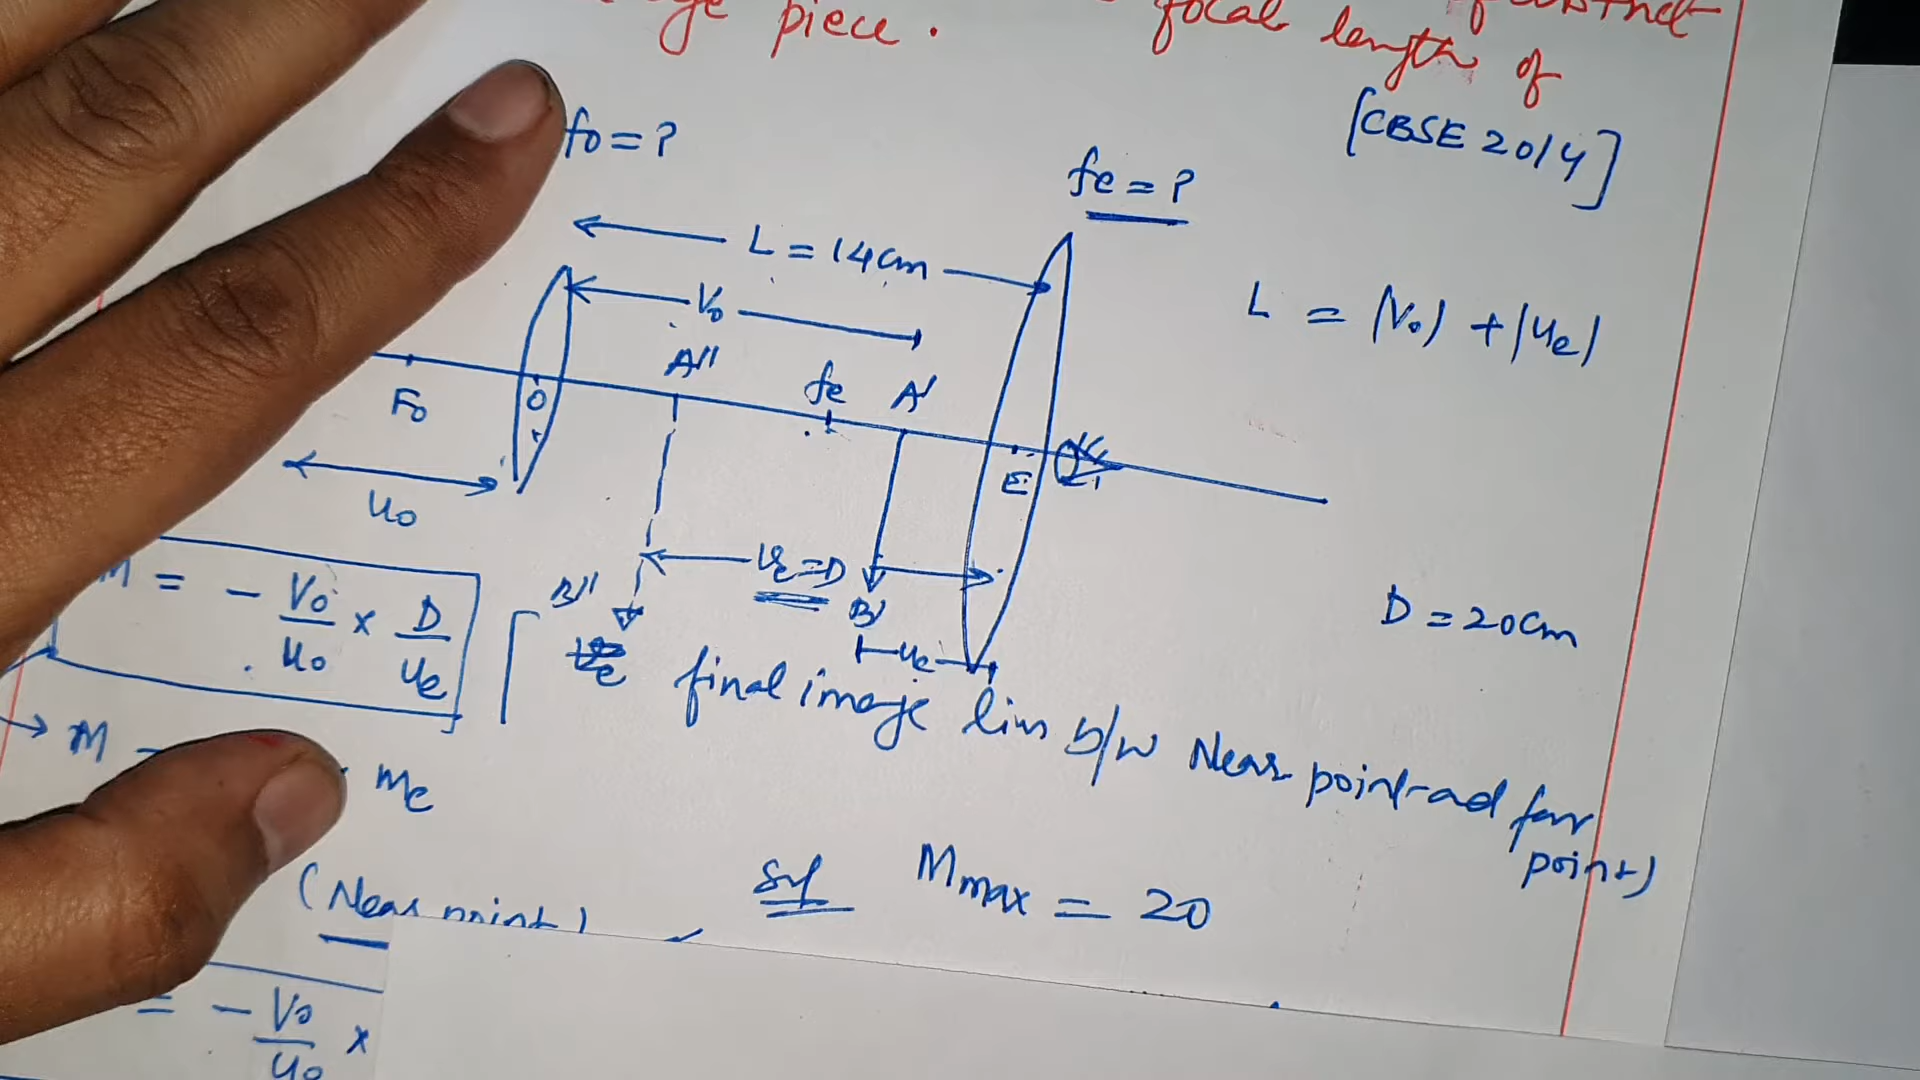 ge piece. focal length of
[CBSE 2014]
fo = ?
fe = ?
L = 14cm
Vo
L = |Vo| + |ue|
A''
fe
A'
Fo
O
E
uo
ve = D
B''
B'
ue
D = 20cm
M = - Vo/uo x D/ue
final image lies b/w Near point and far
point)
M
me
Sol Mmax = 20
(Near point)
= - Vo/uo x